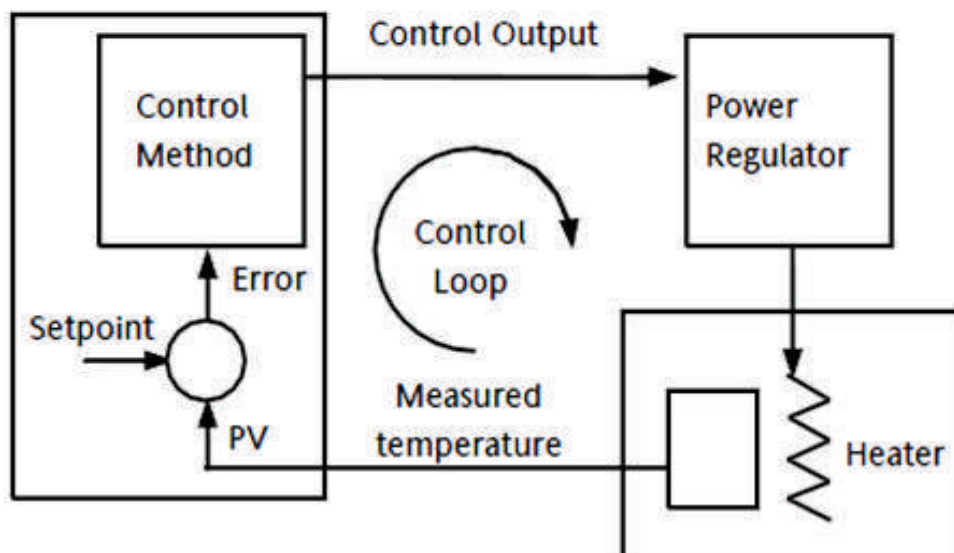 Control Output
Control
Method
Power
Regulator
Control
Loop
Error
Setpoint
Measured
temperature
PV
Heater